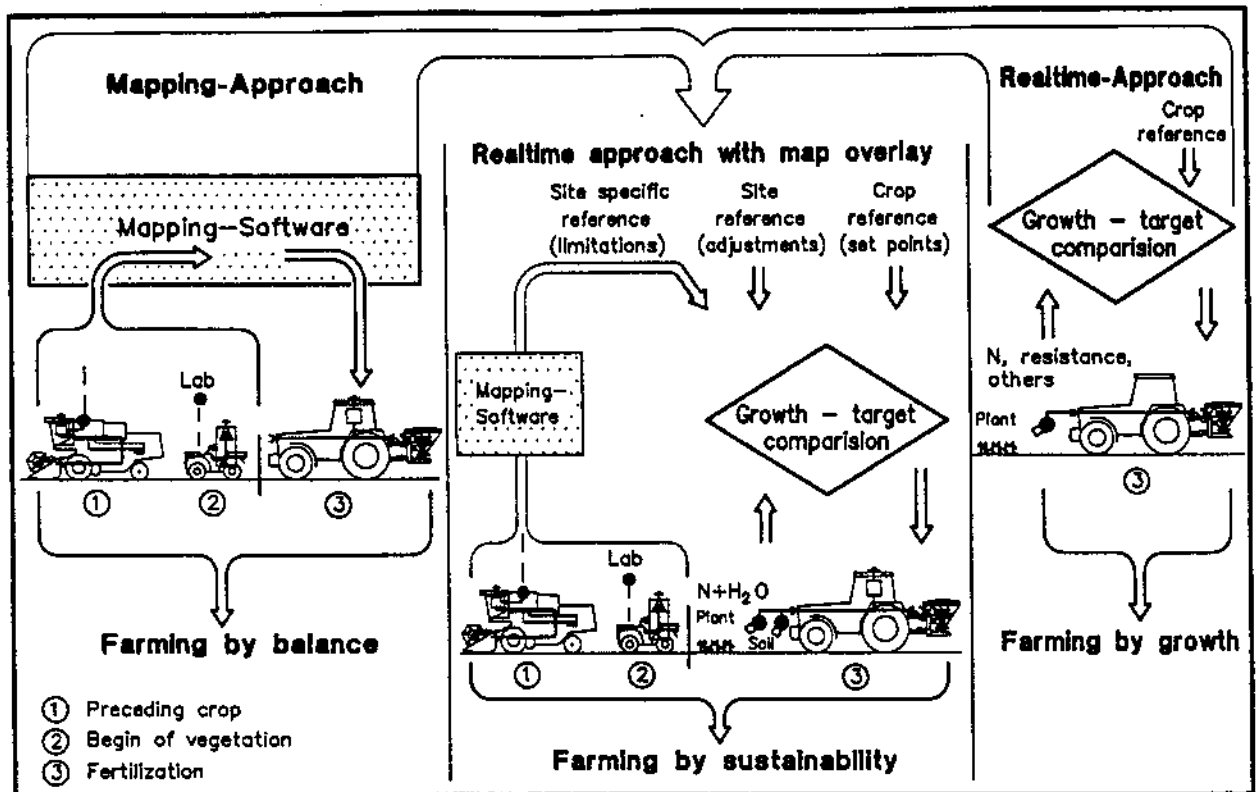 Mapping-Approach
Mapping-Software
Lab
①
②
③
Farming by balance
① Preceding crop
② Begin of vegetation
③ Fertilization
Realtime approach with map overlay
Site specific
reference
(limitations)
Site
reference
(adjustments)
Crop
reference
(set points)
Mapping-
Software
Growth - target
comparision
Lab
N+H₂O
Plant
Soil
①
②
③
Farming by sustainability
Realtime-Approach
Crop
reference
Growth - target
comparision
N, resistance,
others
Plant
③
Farming by growth